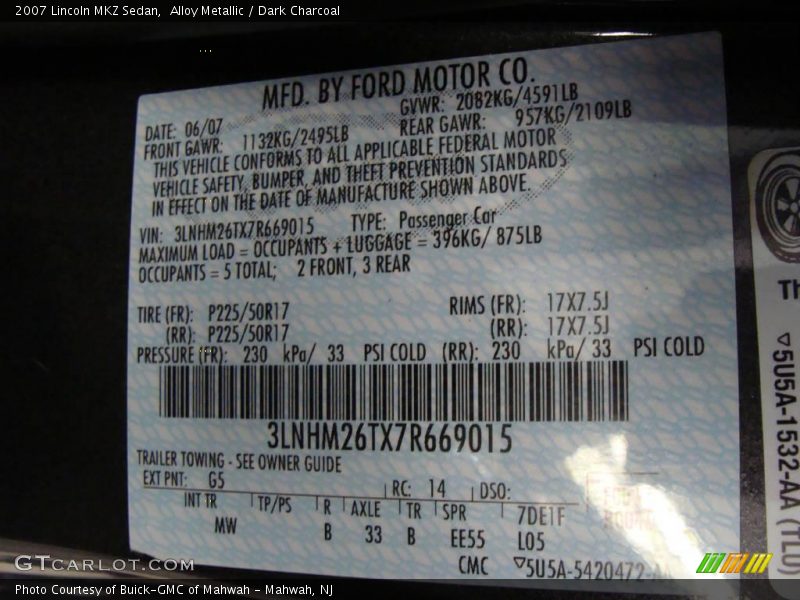 2007 Lincoln MKZ Sedan,  Alloy Metallic / Dark Charcoal
MFD. BY FORD MOTOR CO.
DATE: 06/07 GVWR: 2082KG/4591LB
FRONT GAWR: 1132KG/2495LB REAR GAWR: 957KG/2109LB
THIS VEHICLE CONFORMS TO ALL APPLICABLE FEDERAL MOTOR
VEHICLE SAFETY, BUMPER, AND THEFT PREVENTION STANDARDS
IN EFFECT ON THE DATE OF MANUFACTURE SHOWN ABOVE.
VIN: 3LNHM26TX7R669015 TYPE: Passenger Car
MAXIMUM LOAD = OCCUPANTS + LUGGAGE = 396KG/ 875LB
OCCUPANTS = 5 TOTAL; 2 FRONT, 3 REAR
TIRE (FR): P225/50R17 RIMS (FR): 17X7.5J
(RR): P225/50R17 (RR): 17X7.5J
PRESSURE (FR): 230 kPa/ 33 PSI COLD (RR): 230 kPa/ 33 PSI COLD
3LNHM26TX7R669015
TRAILER TOWING - SEE OWNER GUIDE
EXT PNT: G5 RC: 14 DSO:
INT TR TP/PS R AXLE TR SPR 7DE1F
MW B 33 B EE55 L05
CMC ▽5U5A-5420472-
▽5U5A-1532-AA (TLO)
GTCarLot.com
Photo Courtesy of Buick-GMC of Mahwah - Mahwah, NJ